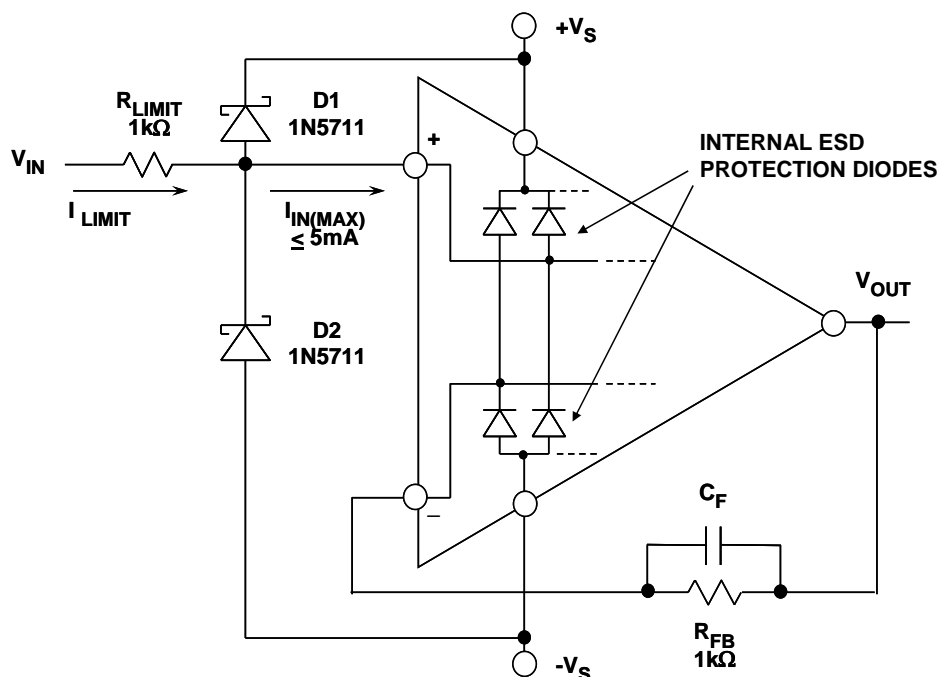 +VS
RLIMIT
1kΩ
D1
1N5711
+
INTERNAL ESD
PROTECTION DIODES
VIN
I LIMIT
IIN(MAX)
≤ 5mA
VOUT
D2
1N5711
–
CF
RFB
1kΩ
-VS